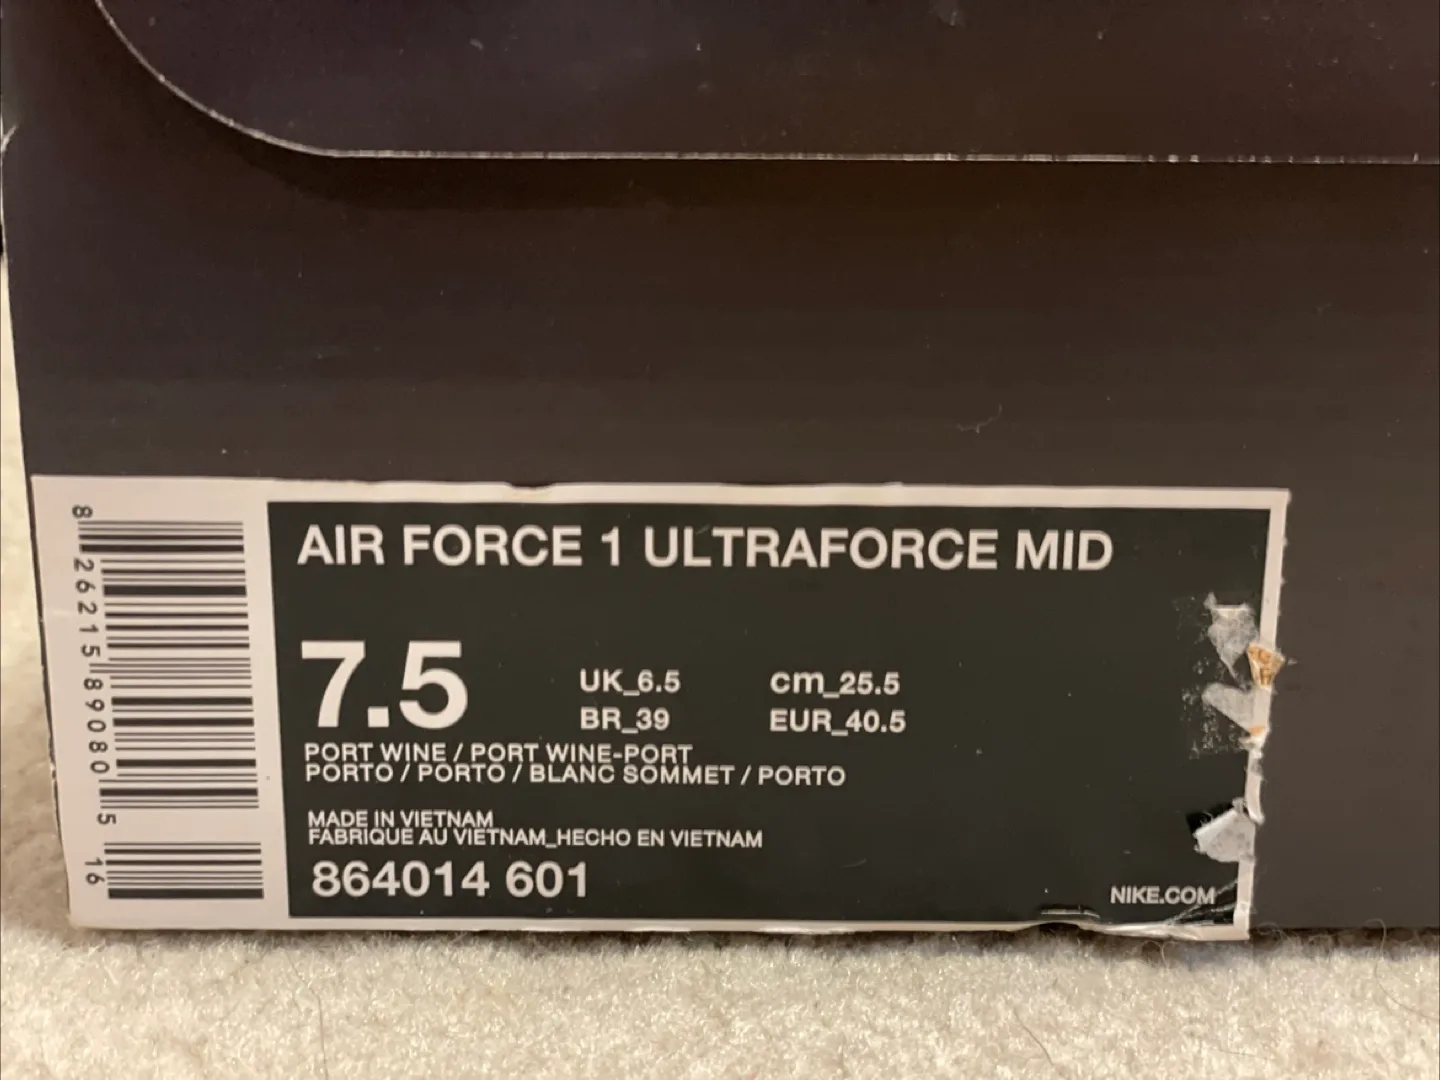 AIR FORCE 1 ULTRAFORCE MID
7.5
UK_6.5 cm_25.5
BR_39 EUR_40.5
PORT WINE / PORT WINE-PORT
PORTO / PORTO / BLANC SOMMET / PORTO
MADE IN VIETNAM
FABRIQUE AU VIETNAM_HECHO EN VIETNAM
864014 601
NIKE.COM
8 26215 89080 5 16